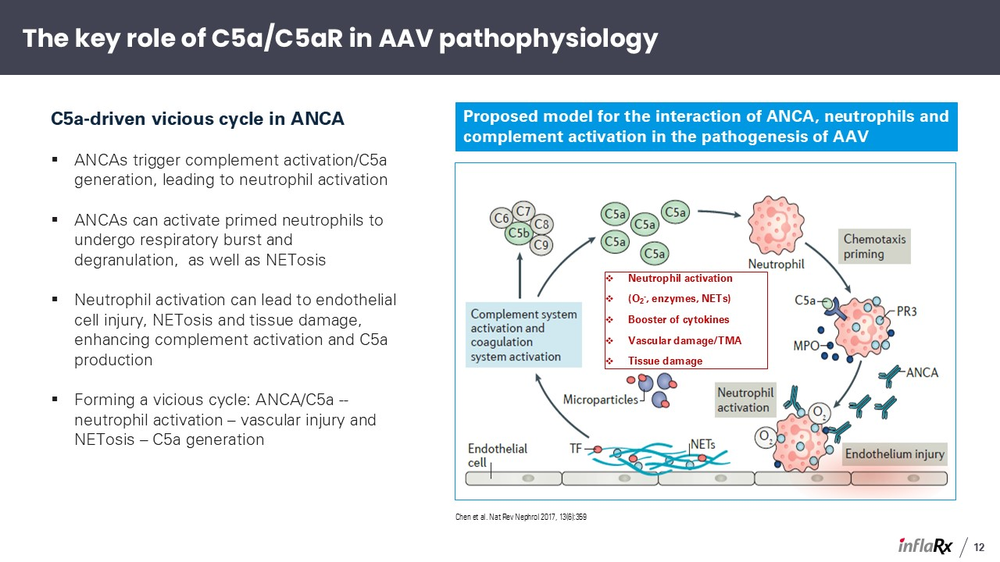 The key role of C5a/C5aR in AAV pathophysiology
C5a-driven vicious cycle in ANCA
▪ ANCAs trigger complement activation/C5a
generation, leading to neutrophil activation
▪ ANCAs can activate primed neutrophils to
undergo respiratory burst and
degranulation, as well as NETosis
▪ Neutrophil activation can lead to endothelial
cell injury, NETosis and tissue damage,
enhancing complement activation and C5a
production
▪ Forming a vicious cycle: ANCA/C5a --
neutrophil activation – vascular injury and
NETosis – C5a generation
Proposed model for the interaction of ANCA, neutrophils and
complement activation in the pathogenesis of AAV
C6
C7
C8
C5b
C9
C5a
C5a
C5a
C5a
C5a
Neutrophil
Chemotaxis
priming
❖ Neutrophil activation
❖ (O₂⁻, enzymes, NETs)
❖ Booster of cytokines
❖ Vascular damage/TMA
❖ Tissue damage
Complement system
activation and
coagulation
system activation
C5a
PR3
MPO
ANCA
Microparticles
Neutrophil
activation
O₂
O₂
Endothelial
cell
TF
NETs
Endothelium injury
Chen et al. Nat Rev Nephrol 2017, 13(6):359
inflaRx
12